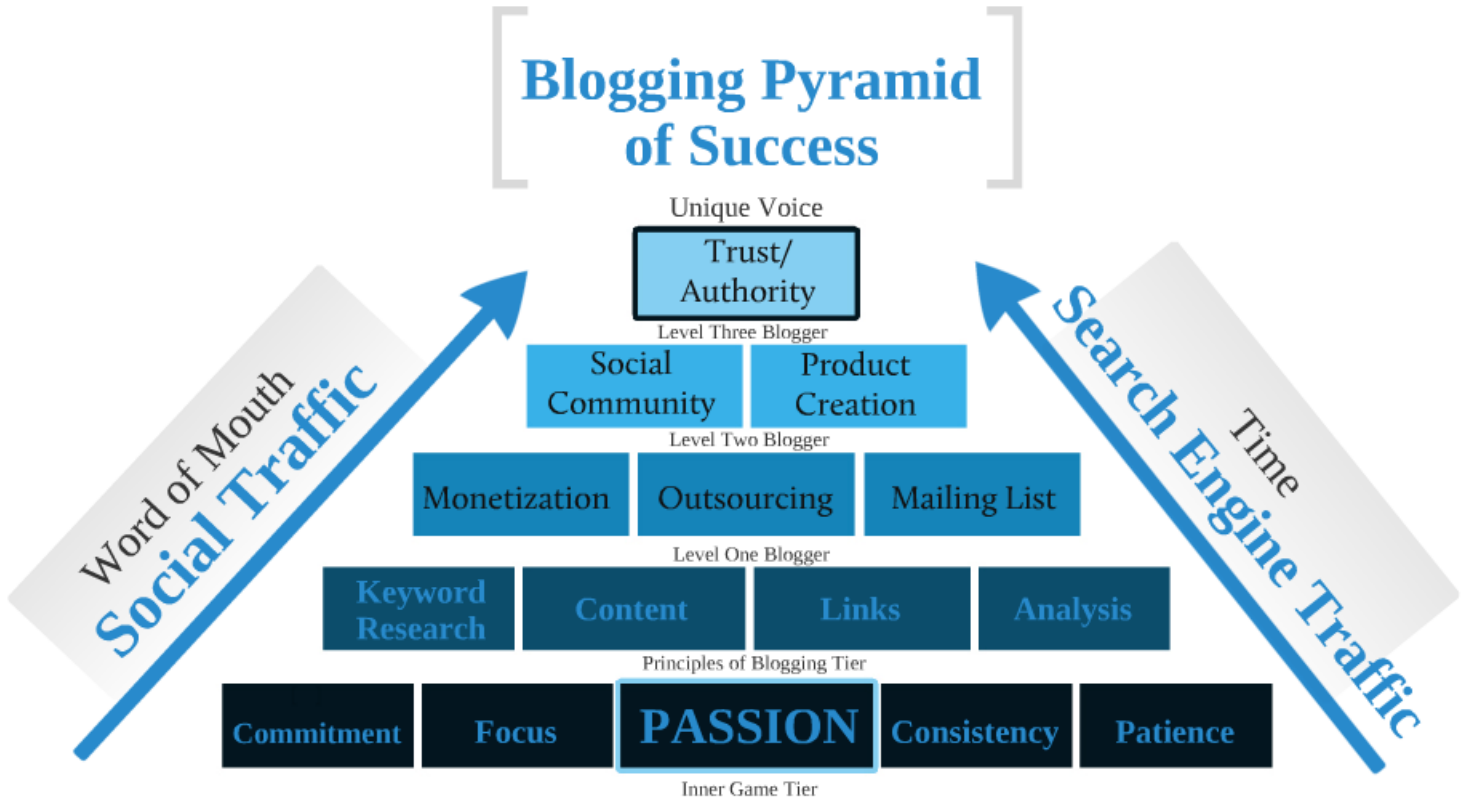 Blogging Pyramid
of Success
Unique Voice
Trust/
Authority
Level Three Blogger
Social
Community
Product
Creation
Level Two Blogger
Monetization
Outsourcing
Mailing List
Level One Blogger
Keyword
Research
Content
Links
Analysis
Principles of Blogging Tier
Commitment
Focus
PASSION
Consistency
Patience
Inner Game Tier
Word of Mouth
Social Traffic
Time
Search Engine Traffic